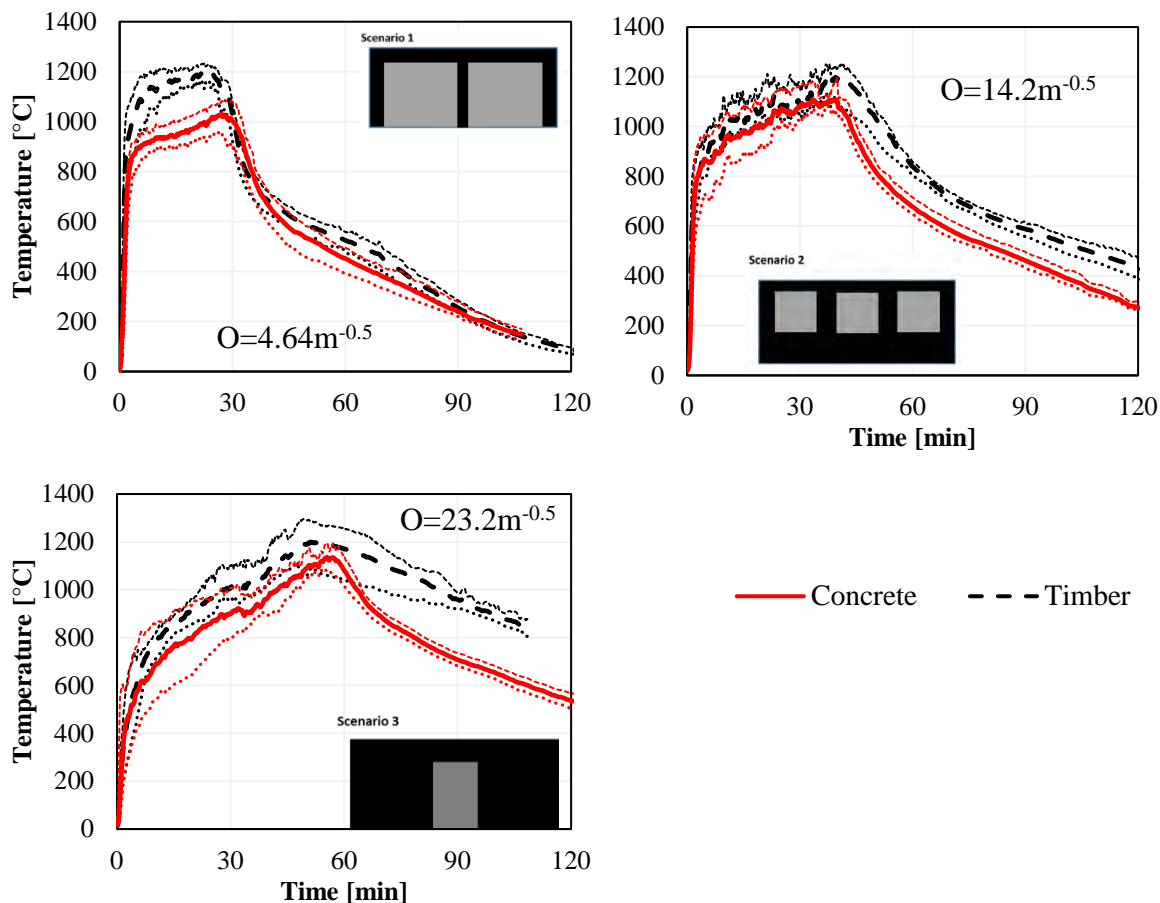 1400
1200
1000
800
600
400
200
0
Temperature [°C]
Scenario 1
O=4.64m-0.5
0 30 60 90 120
1400
1200
1000
800
600
400
200
0
O=14.2m-0.5
Scenario 2
0 30 60 90 120
Time [min]
1400
1200
1000
800
600
400
200
0
Temperature [°C]
O=23.2m-0.5
Scenario 3
0 30 60 90 120
Time [min]
Concrete Timber